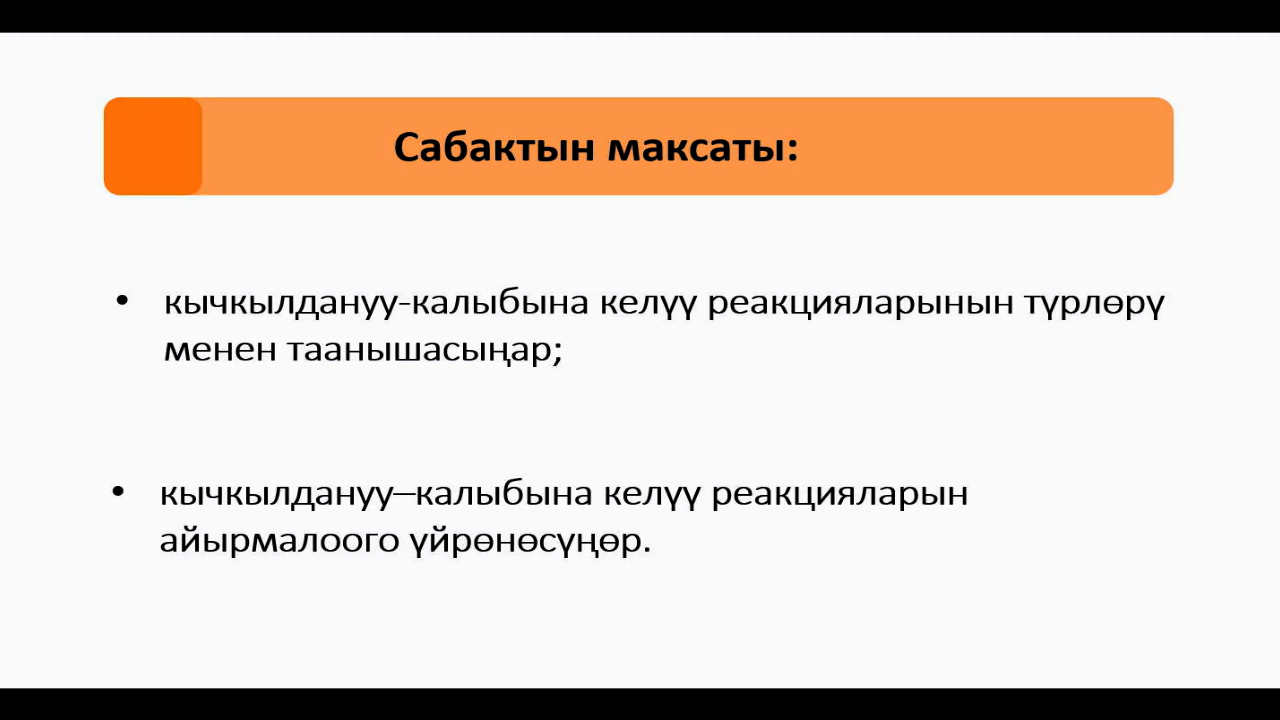 Сабактын максаты:
• кычкылдануу-калыбына келүү реакцияларынын түрлөрү
менен таанышасыңар;
• кычкылдануу–калыбына келүү реакцияларын
айырмалоого үйрөнөсүңөр.